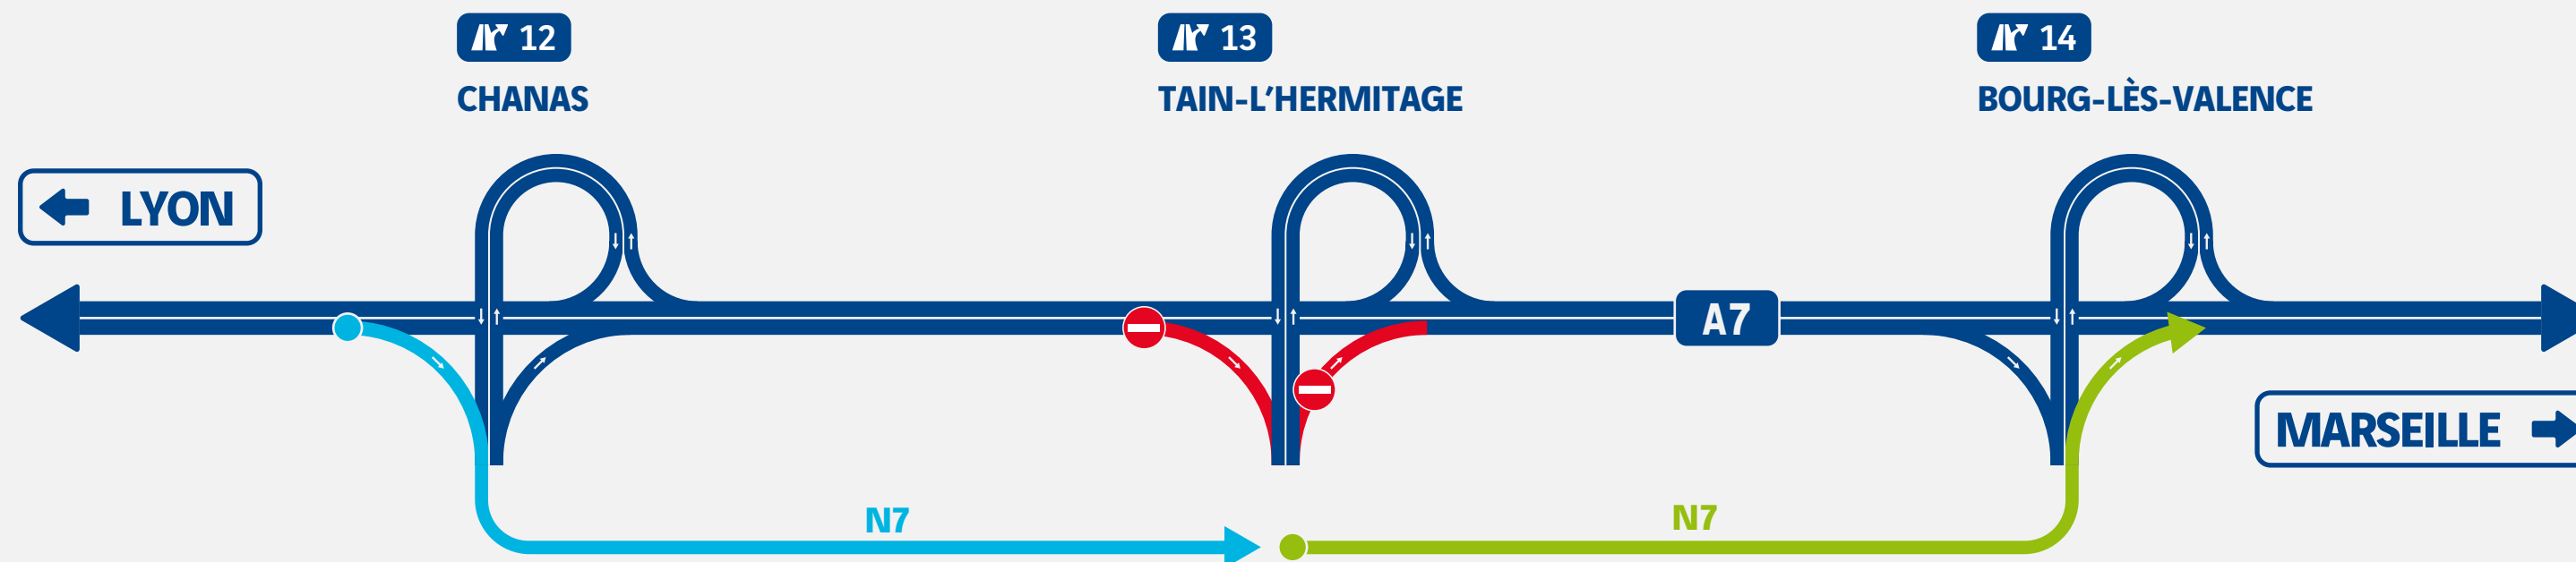 12
CHANAS
13
TAIN-L'HERMITAGE
14
BOURG-LÈS-VALENCE
LYON
A7
MARSEILLE
N7
N7